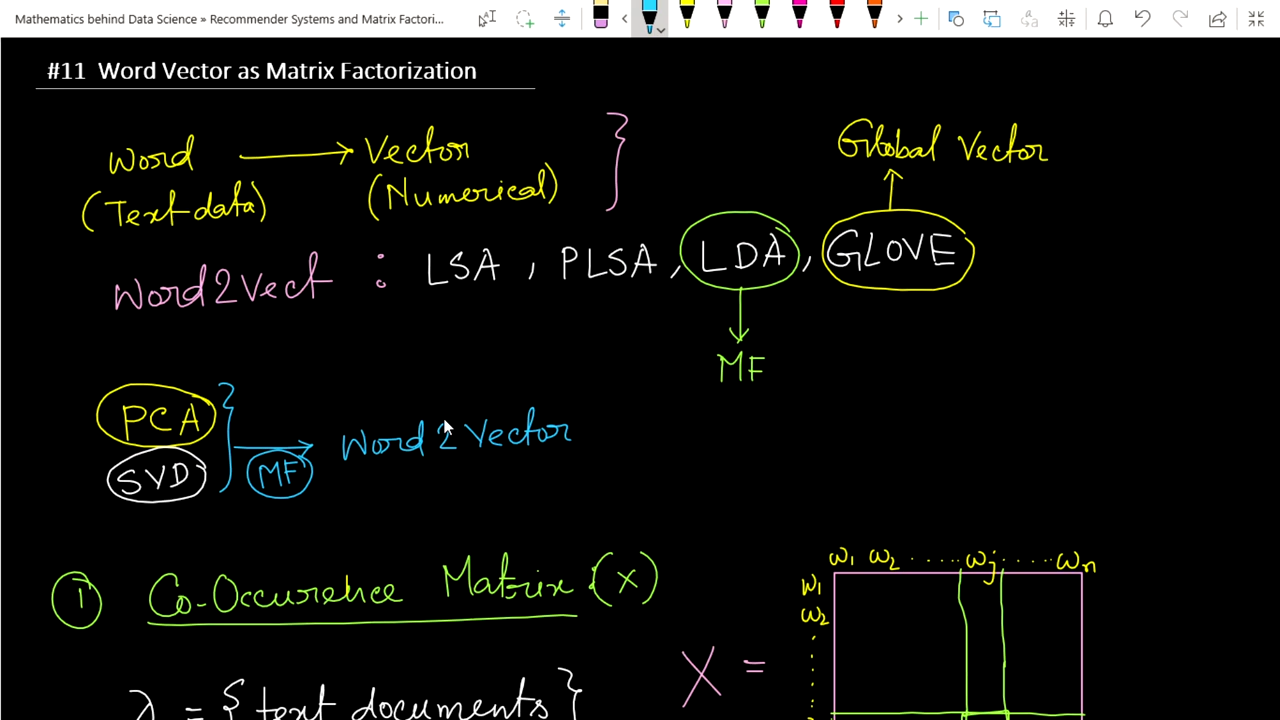 Mathematics behind Data Science » Recommender Systems and Matrix Factori...
#11 Word Vector as Matrix Factorization
Word → Vector
(Text data) (Numerical)
Global Vector
Word2Vect : LSA, PLSA, LDA, GLOVE
MF
PCA
SVD
MF
Word 2 Vector
1 Co-Occurence Matrix (X)
w1 w2 ..... wj ..... wn
w1
w2
X =
λ = { text documents }